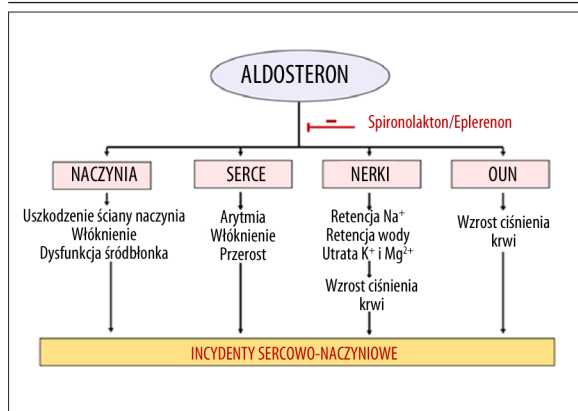 ALDOSTERON
–
Spironolakton/Eplerenon
NACZYNIA
SERCE
NERKI
OUN
Uszkodzenie ściany naczynia
Włóknienie
Dysfunkcja śródbłonka
Arytmia
Włóknienie
Przerost
Retencja Na⁺
Retencja wody
Utrata K⁺ i Mg²⁺
Wzrost ciśnienia
krwi
Wzrost ciśnienia
krwi
INCYDENTY SERCOWO-NACZYNIOWE